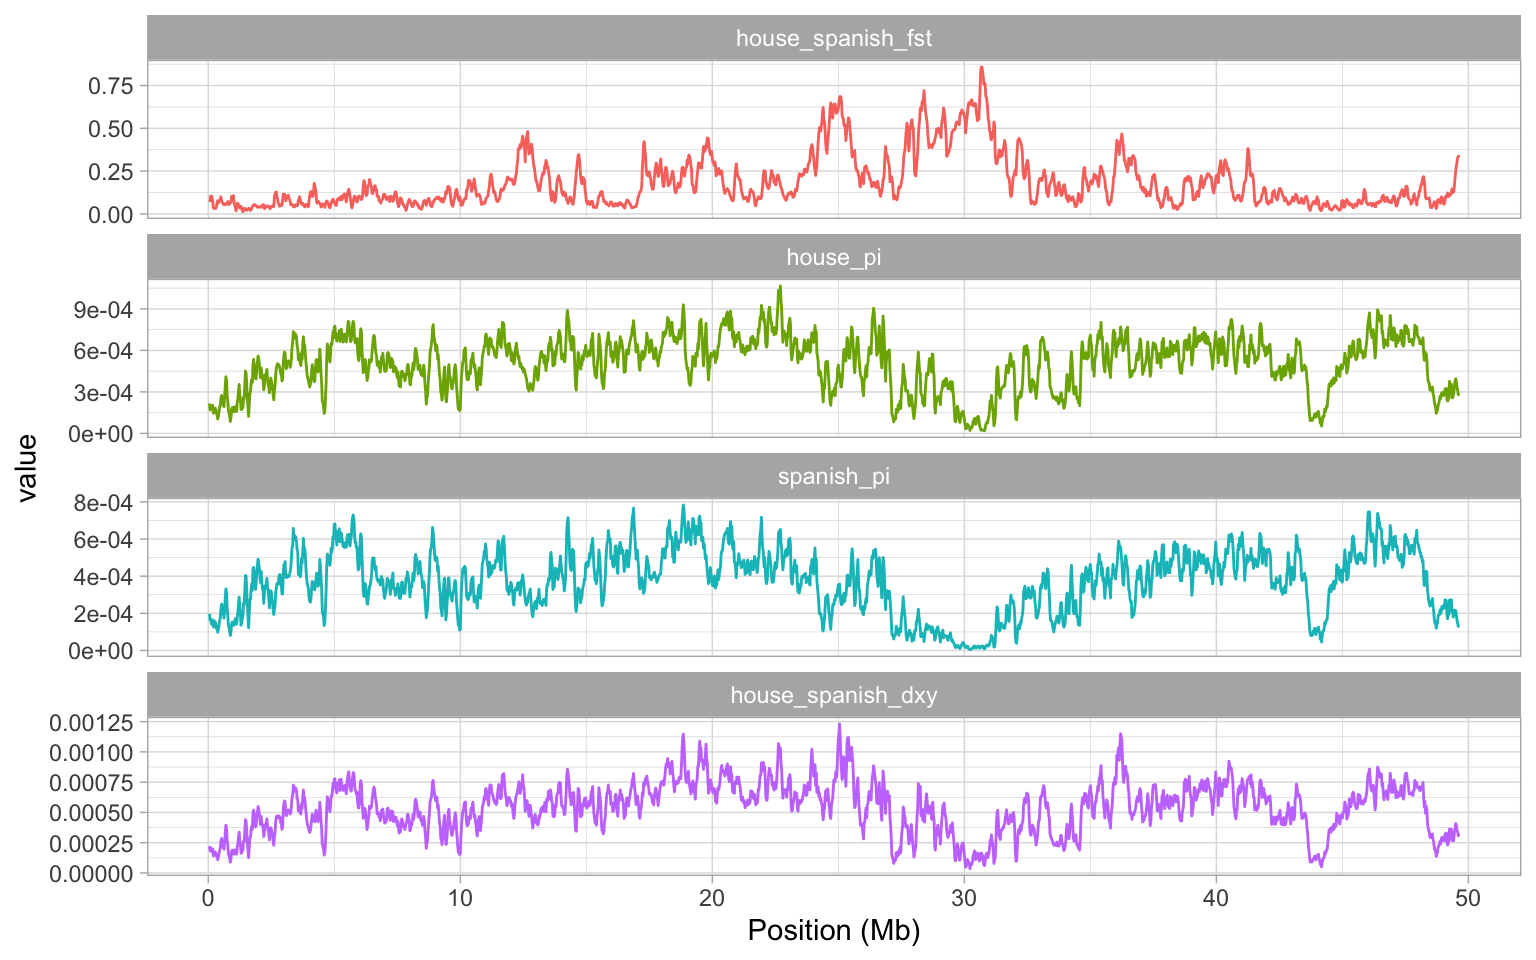 house_spanish_fst
0.75
0.50
0.25
0.00
house_pi
9e-04
6e-04
3e-04
0e+00
value
spanish_pi
8e-04
6e-04
4e-04
2e-04
0e+00
house_spanish_dxy
0.00125
0.00100
0.00075
0.00050
0.00025
0.00000
0 10 20 30 40 50
Position (Mb)